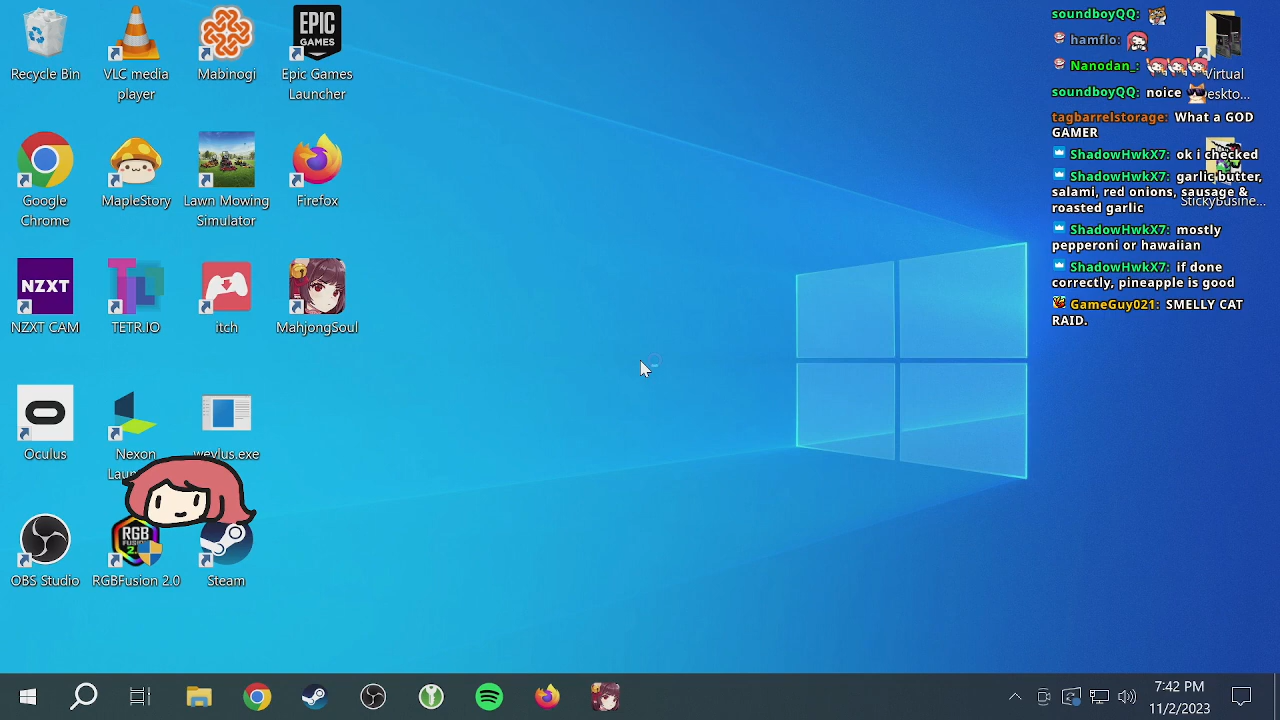 Recycle Bin
VLC media
player
Mabinogi
EPIC
GAMES
Epic Games
Launcher
Google
Chrome
MapleStory
Lawn Mowing
Simulator
Firefox
NZXT
NZXT CAM
TETR.IO
itch
MahjongSoul
Oculus
Nexon
weylus.exe
OBS Studio
RGB
RGBFusion 2.0
Steam
Virtual
Deskto...
StickyBusine...
soundboyQQ:
hamflo:
Nanodan_:
soundboyQQ: noice
tagbarrelstorage: What a GOD
GAMER
ShadowHwkX7: ok i checked
ShadowHwkX7: garlic butter,
salami, red onions, sausage &
roasted garlic
ShadowHwkX7: mostly
pepperoni or hawaiian
ShadowHwkX7: if done
correctly, pineapple is good
GameGuy021: SMELLY CAT
RAID.
7:42 PM
11/2/2023